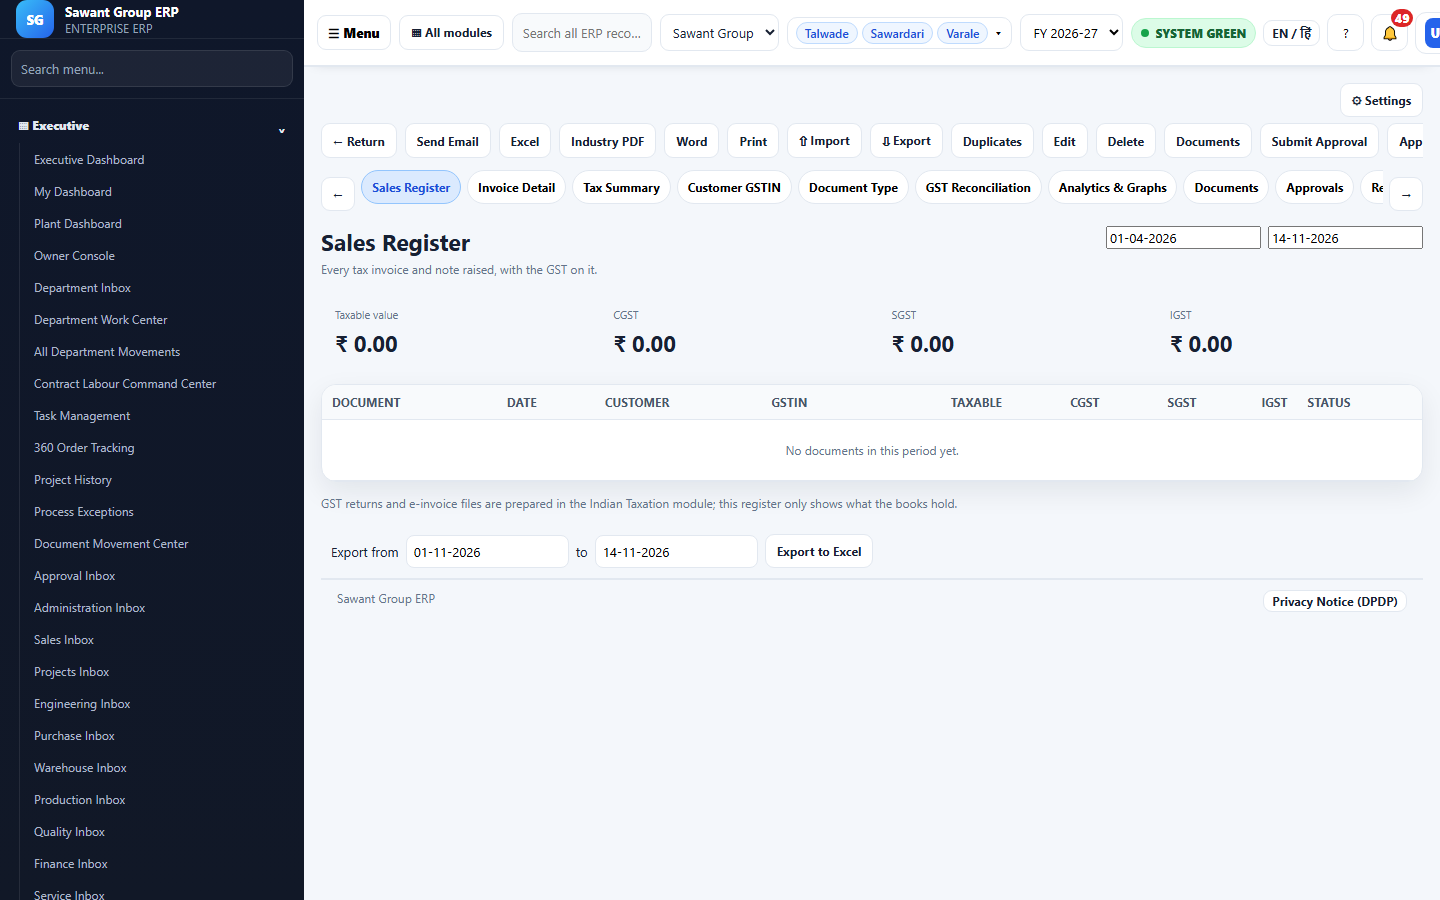 SG
Sawant Group ERP
ENTERPRISE ERP
Search menu...
Executive
Executive Dashboard
My Dashboard
Plant Dashboard
Owner Console
Department Inbox
Department Work Center
All Department Movements
Contract Labour Command Center
Task Management
360 Order Tracking
Project History
Process Exceptions
Document Movement Center
Approval Inbox
Administration Inbox
Sales Inbox
Projects Inbox
Engineering Inbox
Purchase Inbox
Warehouse Inbox
Production Inbox
Quality Inbox
Finance Inbox
Service Inbox
☰ Menu
All modules
Search all ERP reco...
Sawant Group
Talwade Sawardari Varale
FY 2026-27
SYSTEM GREEN
EN / हिं
?
49
U
⚙ Settings
← Return Send Email Excel Industry PDF Word Print ⇧ Import ⇩ Export Duplicates Edit Delete Documents Submit Approval App
← Sales Register Invoice Detail Tax Summary Customer GSTIN Document Type GST Reconciliation Analytics & Graphs Documents Approvals Re →
Sales Register
01-04-2026 14-11-2026
Every tax invoice and note raised, with the GST on it.
Taxable value CGST SGST IGST
₹ 0.00 ₹ 0.00 ₹ 0.00 ₹ 0.00
DOCUMENT DATE CUSTOMER GSTIN TAXABLE CGST SGST IGST STATUS
No documents in this period yet.
GST returns and e-invoice files are prepared in the Indian Taxation module; this register only shows what the books hold.
Export from 01-11-2026 to 14-11-2026 Export to Excel
Sawant Group ERP
Privacy Notice (DPDP)